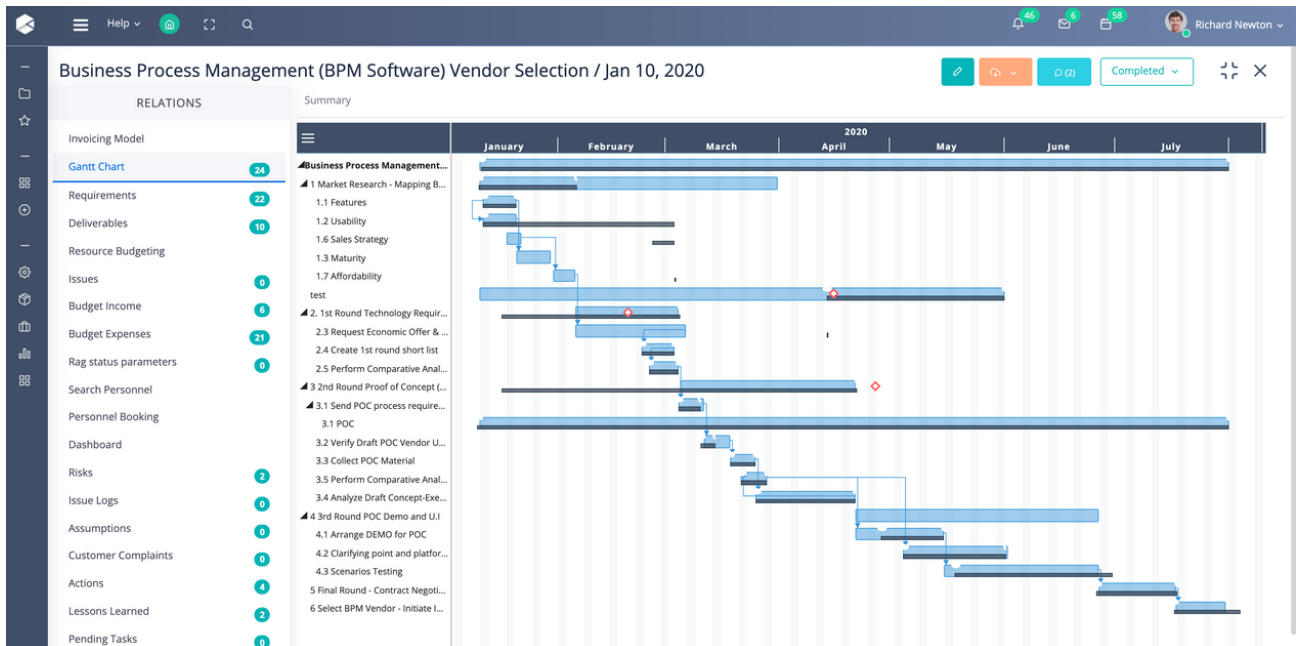 Help
46
6
58
Richard Newton
Business Process Management (BPM Software) Vendor Selection / Jan 10, 2020
(2)
Completed
RELATIONS
Summary
Invoicing Model
Gantt Chart 24
Requirements 22
Deliverables 10
Resource Budgeting
Issues 0
Budget Income 6
Budget Expenses 21
Rag status parameters 0
Search Personnel
Personnel Booking
Dashboard
Risks 2
Issue Logs 0
Assumptions 0
Customer Complaints 0
Actions 4
Lessons Learned 2
Pending Tasks 0
2020
January February March April May June July
Business Process Management...
1 Market Research - Mapping B...
1.1 Features
1.2 Usability
1.6 Sales Strategy
1.3 Maturity
1.7 Affordability
test
2. 1st Round Technology Requir...
2.3 Request Economic Offer & ...
2.4 Create 1st round short list
2.5 Perform Comparative Anal...
3 2nd Round Proof of Concept (...
3.1 Send POC process require...
3.1 POC
3.2 Verify Draft POC Vendor U...
3.3 Collect POC Material
3.5 Perform Comparative Anal...
3.4 Analyze Draft Concept-Exe...
4 3rd Round POC Demo and U.I
4.1 Arrange DEMO for POC
4.2 Clarifying point and platfor...
4.3 Scenarios Testing
5 Final Round - Contract Negoti...
6 Select BPM Vendor - Initiate I...